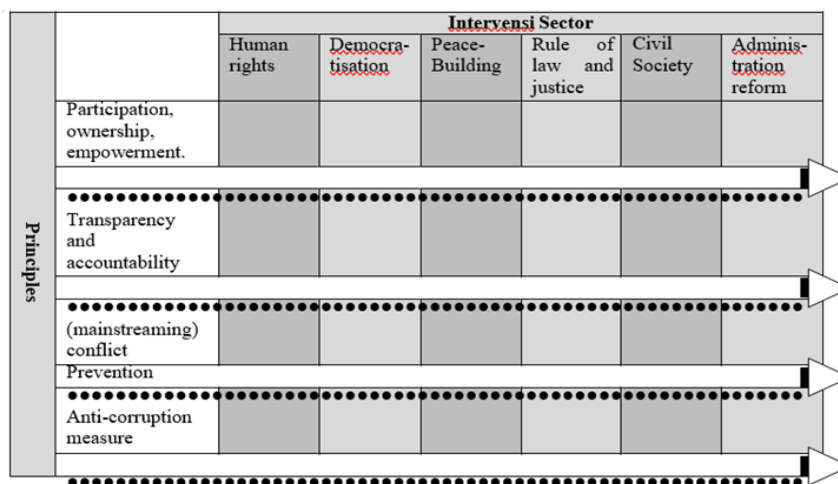 Intervensi Sector
Human rights
Democra-tisation
Peace-Building
Rule of law and justice
Civil Society
Adminis-tration reform
Principles
Participation,
ownership,
empowerment.
Transparency
and
accountability
(mainstreaming)
conflict
Prevention
Anti-corruption
measure